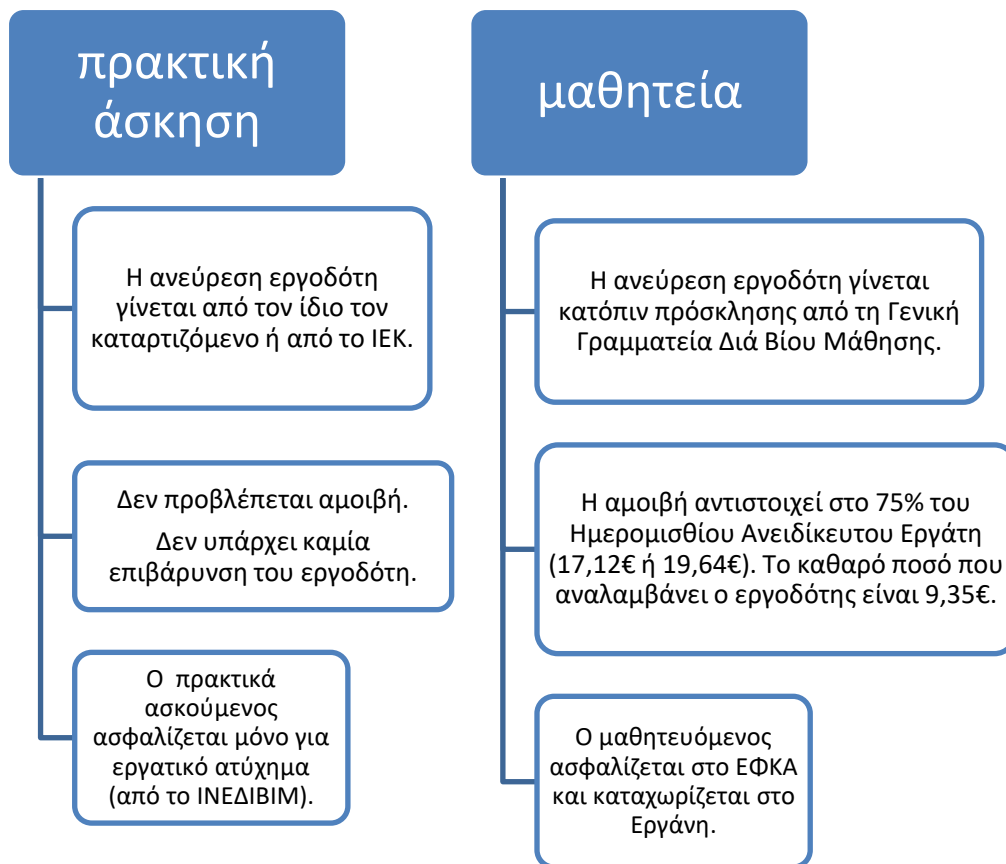 πρακτική
άσκηση
Η ανεύρεση εργοδότη
γίνεται από τον ίδιο τον
καταρτιζόμενο ή από το ΙΕΚ.
Δεν προβλέπεται αμοιβή.
Δεν υπάρχει καμία
επιβάρυνση του εργοδότη.
Ο πρακτικά
ασκούμενος
ασφαλίζεται μόνο για
εργατικό ατύχημα
(από το ΙΝΕΔΙΒΙΜ).
μαθητεία
Η ανεύρεση εργοδότη γίνεται
κατόπιν πρόσκλησης από τη Γενική
Γραμματεία Διά Βίου Μάθησης.
Η αμοιβή αντιστοιχεί στο 75% του
Ημερομισθίου Ανειδίκευτου Εργάτη
(17,12€ ή 19,64€). Το καθαρό ποσό που
αναλαμβάνει ο εργοδότης είναι 9,35€.
Ο μαθητευόμενος
ασφαλίζεται στο ΕΦΚΑ
και καταχωρίζεται στο
Εργάνη.